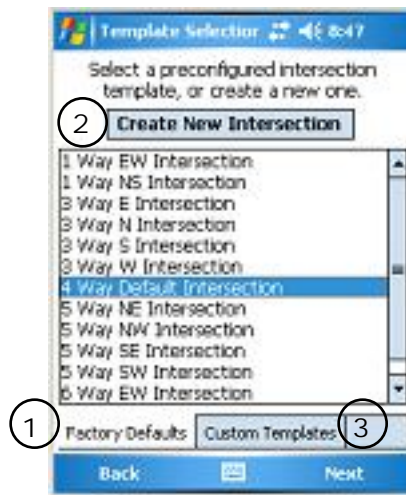 Template Selection 8:47
Select a preconfigured intersection
template, or create a new one.
2 Create New Intersection
1 Way EW Intersection
1 Way NS Intersection
3 Way E Intersection
3 Way N Intersection
3 Way S Intersection
3 Way W Intersection
4 Way Default Intersection
5 Way NE Intersection
5 Way NW Intersection
5 Way SE Intersection
5 Way SW Intersection
6 Way EW Intersection
1 Factory Defaults Custom Templates 3
Back Next